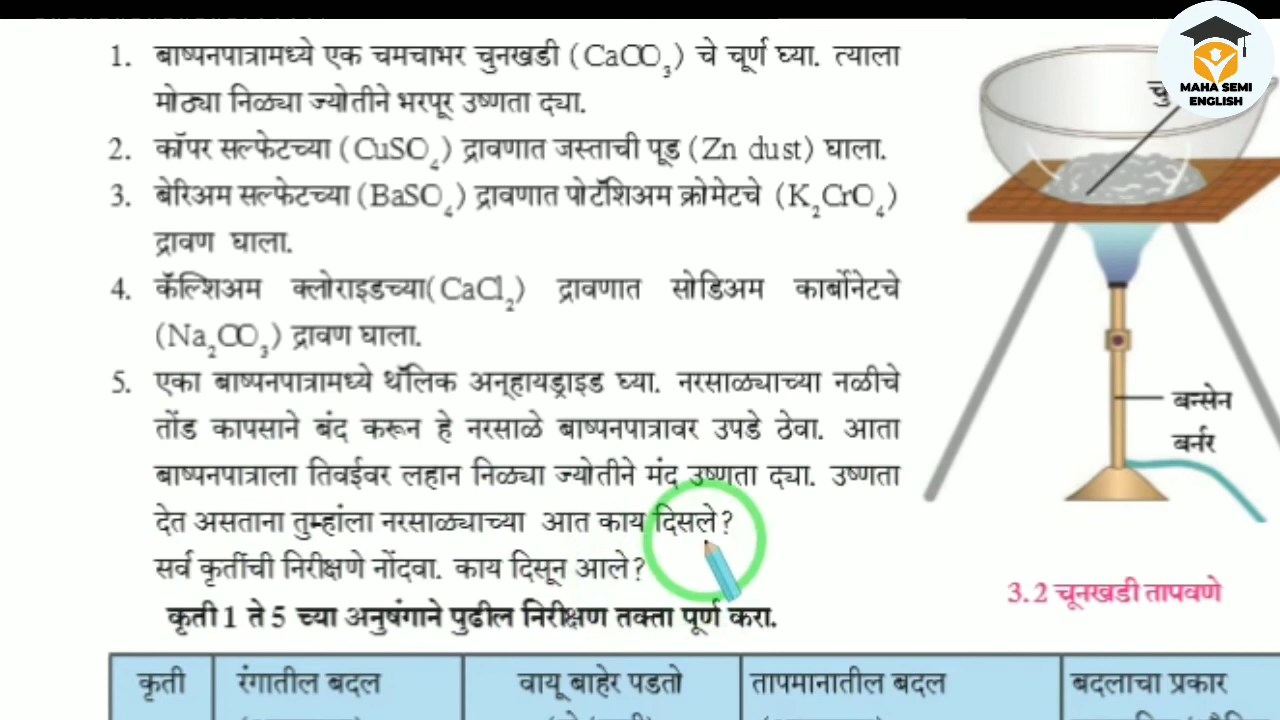 1. बाष्पनपात्रामध्ये एक चमचाभर चुनखडी (CaCO₃) चे चूर्ण घ्या. त्याला
मोठ्या निळ्या ज्योतीने भरपूर उष्णता द्या.
2. कॉपर सल्फेटच्या (CuSO₄) द्रावणात जस्ताची पूड (Zn dust) घाला.
3. बेरिअम सल्फेटच्या (BaSO₄) द्रावणात पोटॅशिअम क्रोमेटचे (K₂CrO₄)
द्रावण घाला.
4. कॅल्शिअम क्लोराइडच्या(CaCl₂) द्रावणात सोडिअम कार्बोनेटचे
(Na₂CO₃) द्रावण घाला.
5. एका बाष्पनपात्रामध्ये थॅलिक अन्‌हायड्राइड घ्या. नरसाळ्याच्या नळीचे
तोंड कापसाने बंद करून हे नरसाळे बाष्पनपात्रावर उपडे ठेवा. आता
बाष्पनपात्राला तिवईवर लहान निळ्या ज्योतीने मंद उष्णता द्या. उष्णता
देत असताना तुम्हांला नरसाळ्याच्या आत काय दिसले?
सर्व कृतींची निरीक्षणे नोंदवा. काय दिसून आले?
कृती 1 ते 5 च्या अनुषंगाने पुढील निरीक्षण तक्ता पूर्ण करा.
कृती रंगातील बदल वायू बाहेर पडतो तापमानातील बदल बदलाचा प्रकार
MAHA SEMI
ENGLISH
बन्सेन
बर्नर
3.2 चूनखडी तापवणे